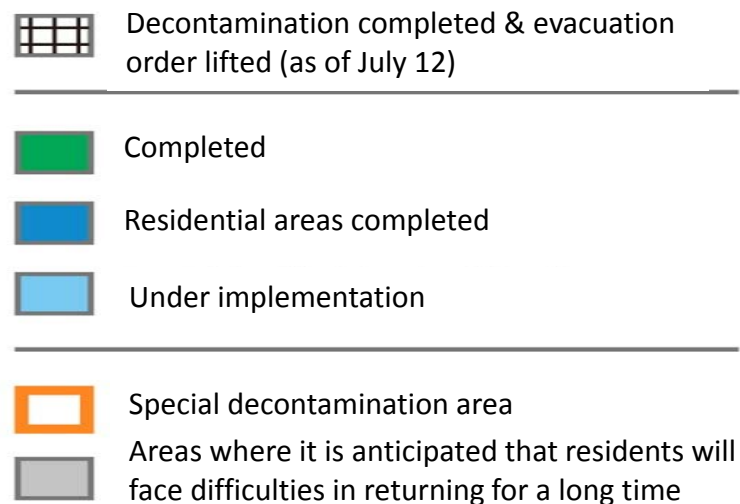 Decontamination completed & evacuation
order lifted (as of July 12)
Completed
Residential areas completed
Under implementation
Special decontamination area
Areas where it is anticipated that residents will
face difficulties in returning for a long time